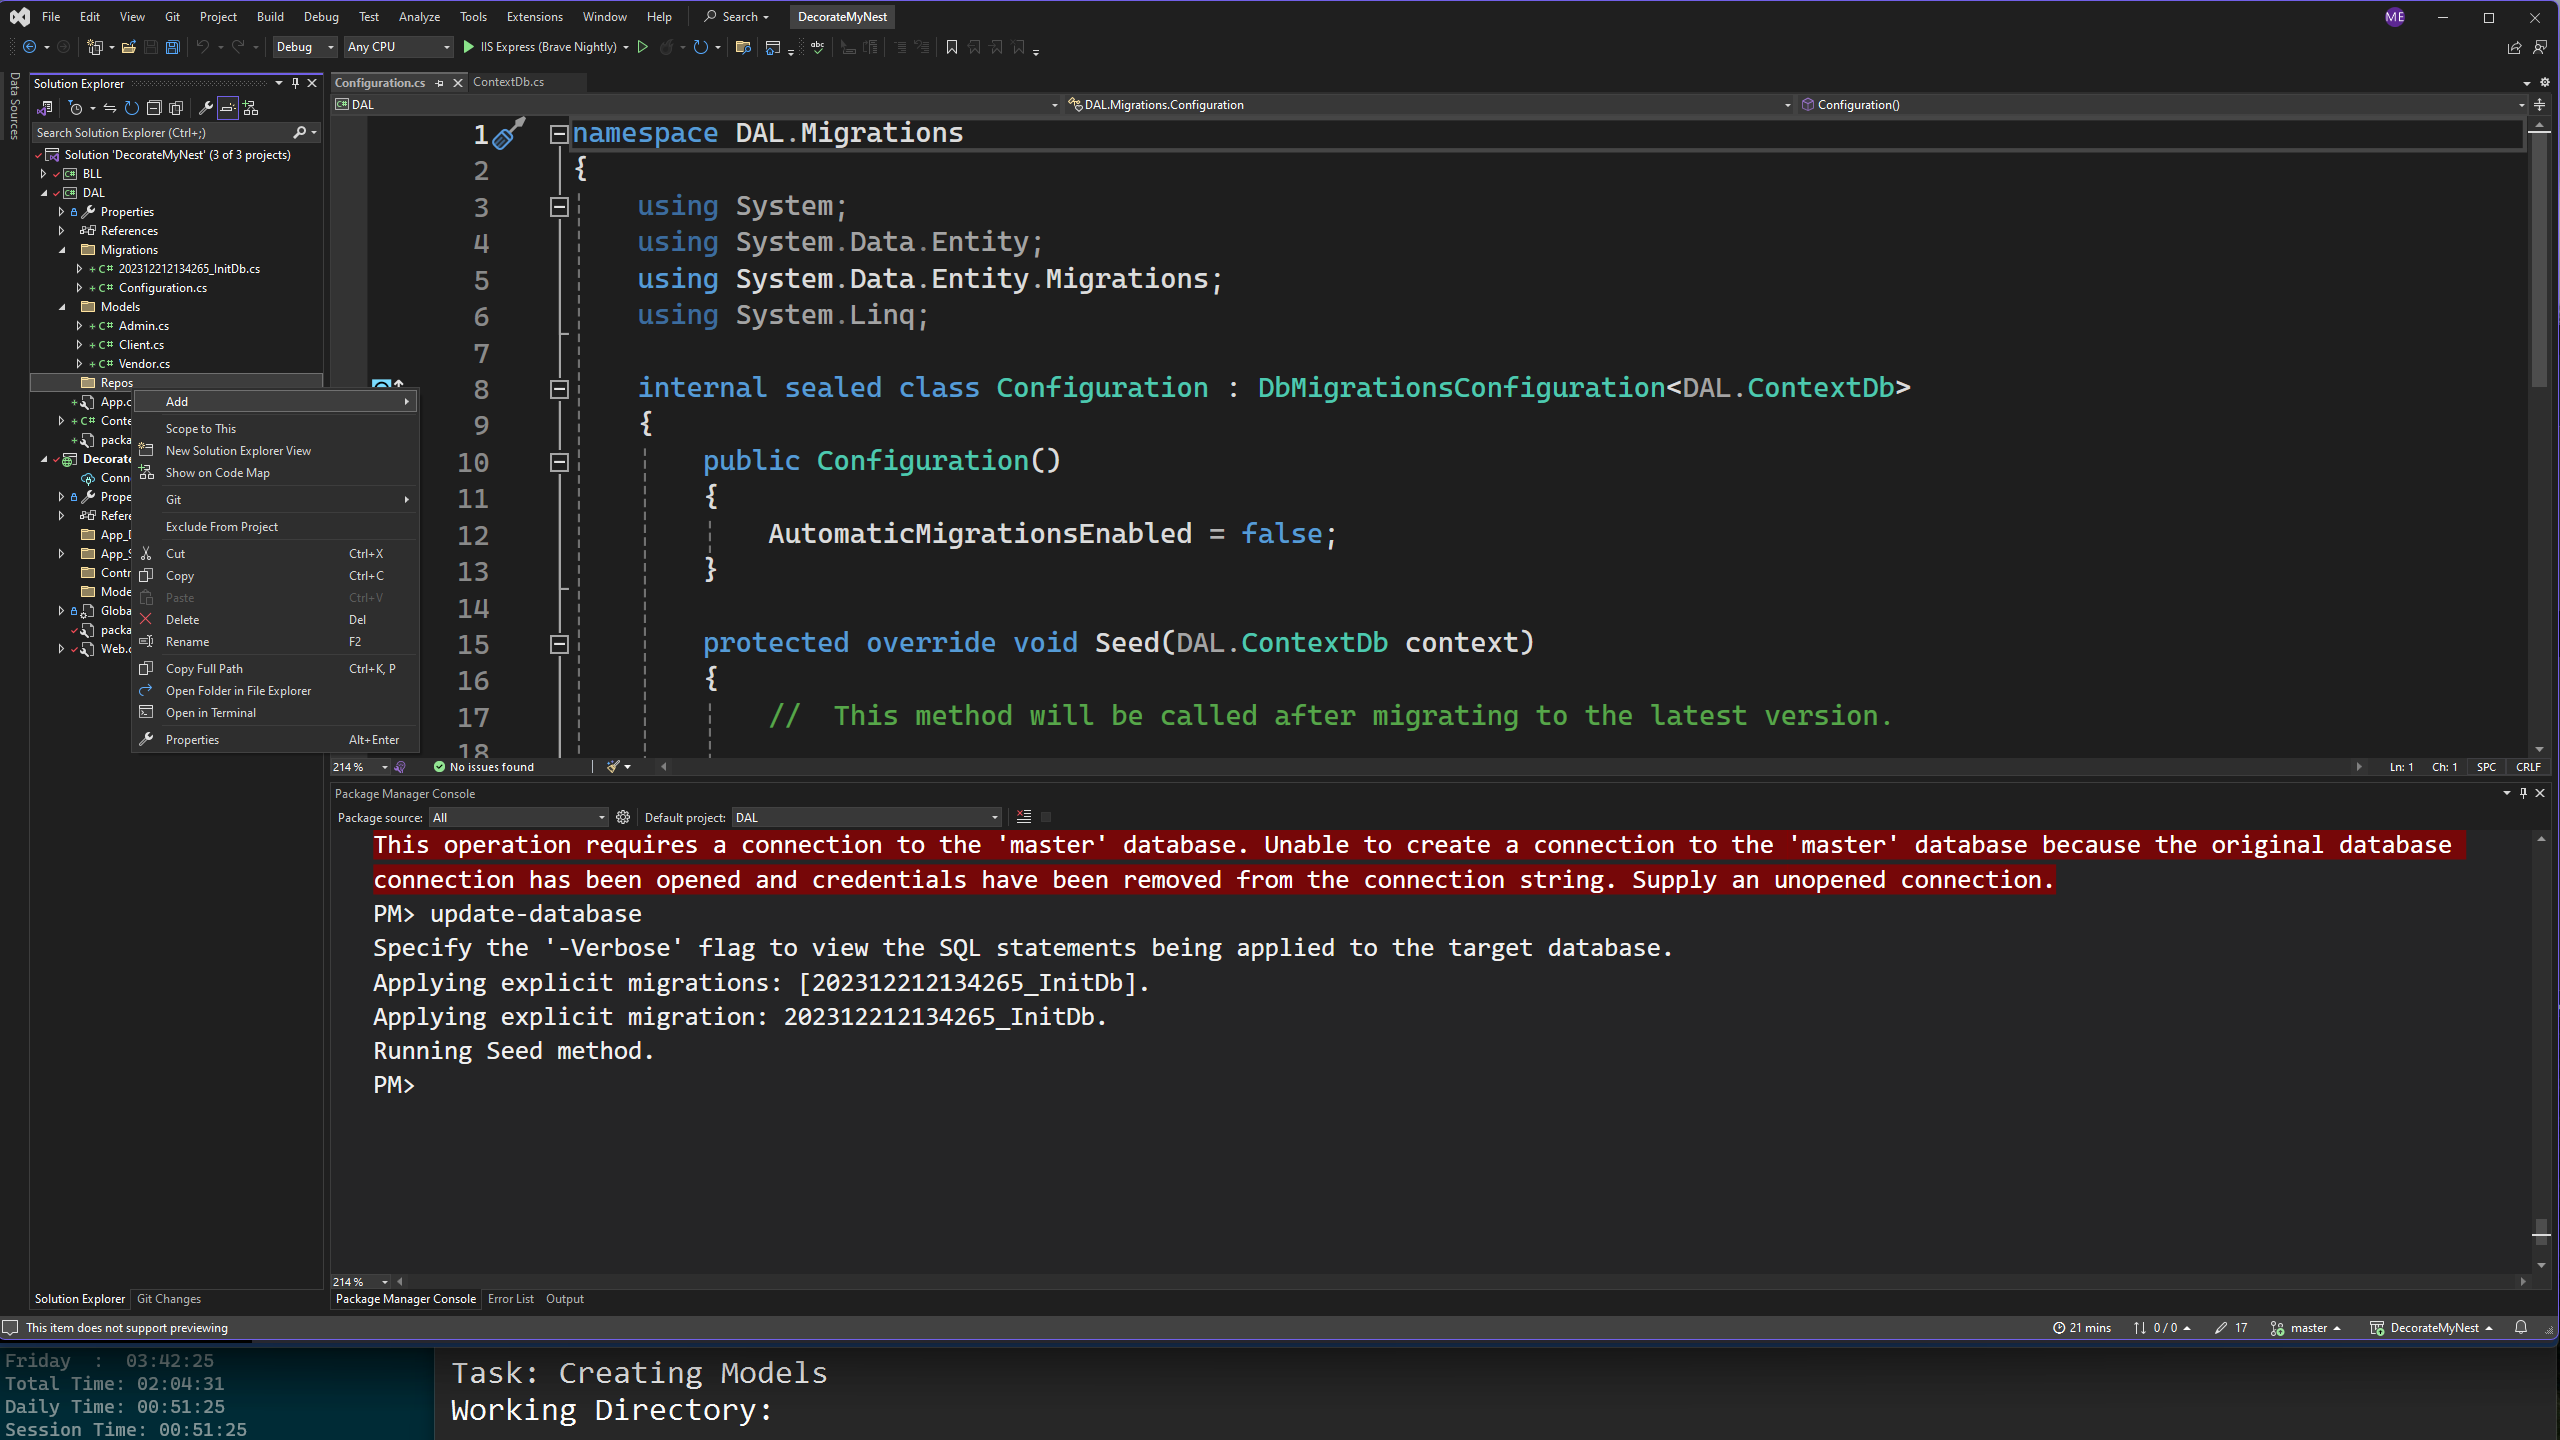 File Edit View Git Project Build Debug Test Analyze Tools Extensions Window Help Search DecorateMyNest ME
Debug Any CPU IIS Express (Brave Nightly)
Data Sources
Solution Explorer
Search Solution Explorer (Ctrl+;)
Solution 'DecorateMyNest' (3 of 3 projects)
BLL
DAL
Properties
References
Migrations
202312212134265_InitDb.cs
Configuration.cs
Models
Admin.cs
Client.cs
Vendor.cs
Repos
App.c
Conte
packa
Decorate
Conn
Prope
Refere
App_D
App_S
Contr
Mode
Globa
packa
Web.c
Add
Scope to This
New Solution Explorer View
Show on Code Map
Git
Exclude From Project
Cut Ctrl+X
Copy Ctrl+C
Paste Ctrl+V
Delete Del
Rename F2
Copy Full Path Ctrl+K, P
Open Folder in File Explorer
Open in Terminal
Properties Alt+Enter
Configuration.cs ContextDb.cs
DAL DAL.Migrations.Configuration Configuration()
1 namespace DAL.Migrations
2 {
3 using System;
4 using System.Data.Entity;
5 using System.Data.Entity.Migrations;
6 using System.Linq;
7
8 internal sealed class Configuration : DbMigrationsConfiguration<DAL.ContextDb>
9 {
10 public Configuration()
11 {
12 AutomaticMigrationsEnabled = false;
13 }
14
15 protected override void Seed(DAL.ContextDb context)
16 {
17 // This method will be called after migrating to the latest version.
18
214 % No issues found Ln: 1 Ch: 1 SPC CRLF
Package Manager Console
Package source: All Default project: DAL
This operation requires a connection to the 'master' database. Unable to create a connection to the 'master' database because the original database
connection has been opened and credentials have been removed from the connection string. Supply an unopened connection.
PM> update-database
Specify the '-Verbose' flag to view the SQL statements being applied to the target database.
Applying explicit migrations: [202312212134265_InitDb].
Applying explicit migration: 202312212134265_InitDb.
Running Seed method.
PM>
214 %
Solution Explorer Git Changes
Package Manager Console Error List Output
This item does not support previewing 21 mins 0 / 0 17 master DecorateMyNest
Friday : 03:42:25
Total Time: 02:04:31
Daily Time: 00:51:25
Session Time: 00:51:25
Task: Creating Models
Working Directory: